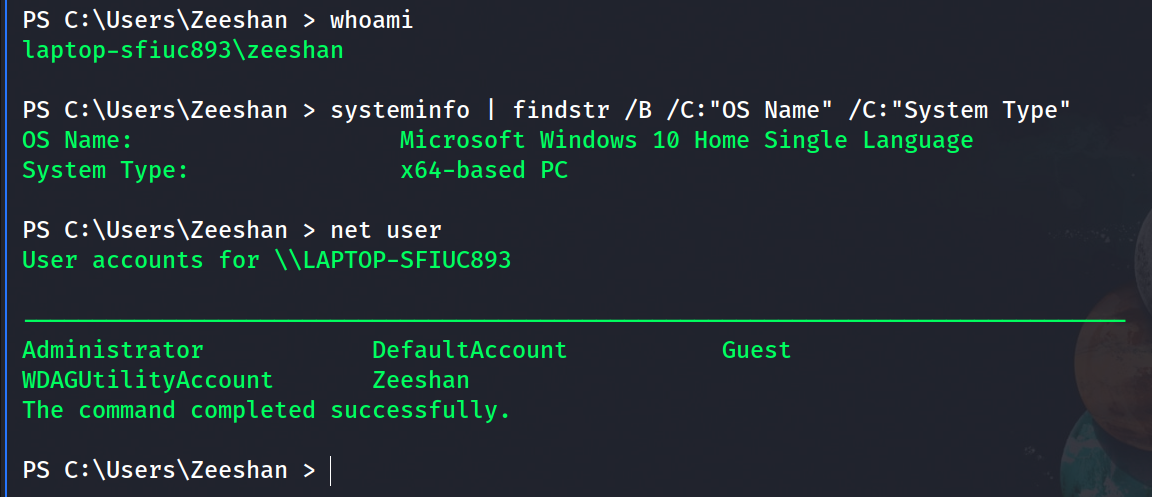 PS C:\Users\Zeeshan > whoami
laptop-sfiuc893\zeeshan
PS C:\Users\Zeeshan > systeminfo | findstr /B /C:"OS Name" /C:"System Type"
OS Name: Microsoft Windows 10 Home Single Language
System Type: x64-based PC
PS C:\Users\Zeeshan > net user
User accounts for \\LAPTOP-SFIUC893
Administrator DefaultAccount Guest
WDAGUtilityAccount Zeeshan
The command completed successfully.
PS C:\Users\Zeeshan >